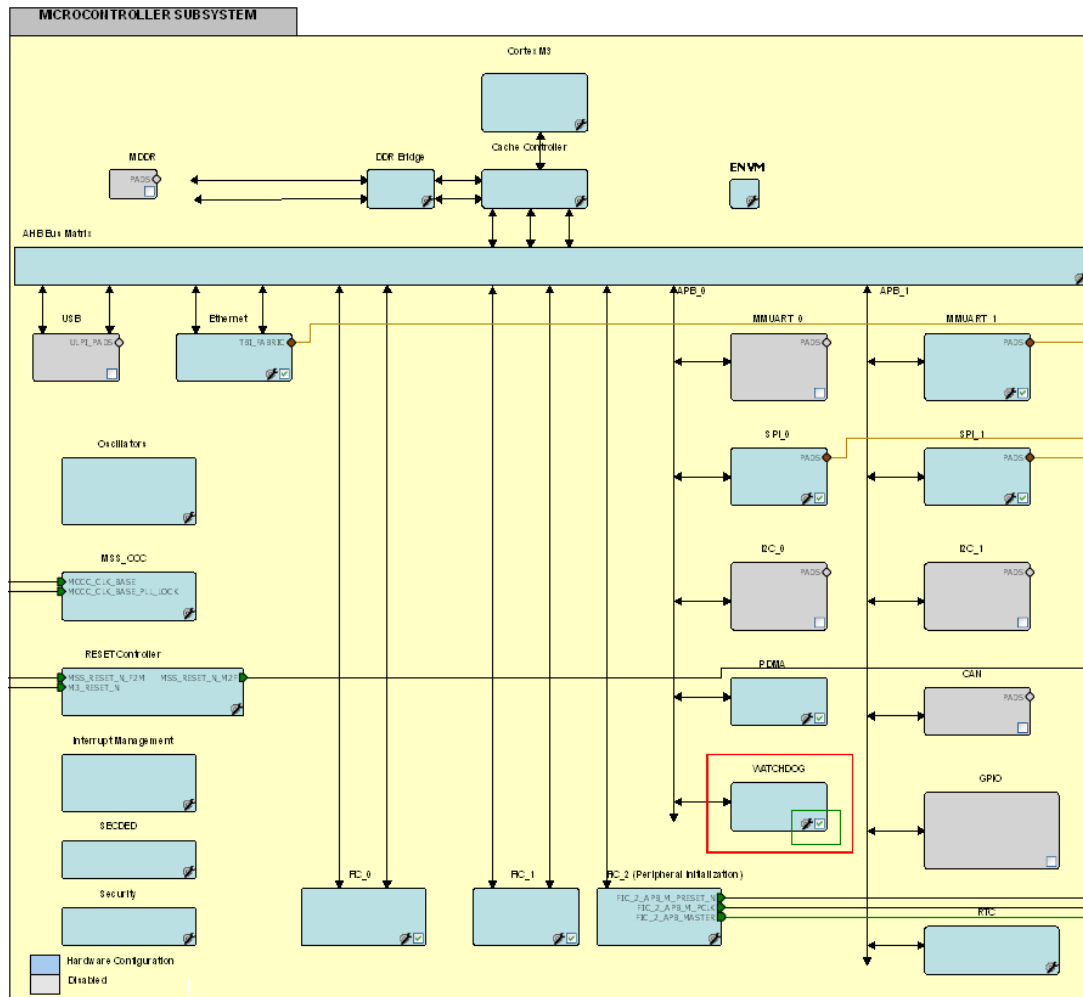 MICROCONTROLLER SUBSYSTEM
Cortex M3
MDDR
PADS
DDR Bridge
Cache Controller
ENVM
AHB Bus Matrix
APB_0
APB_1
USB
ULPI_PADS
Ethernet
TBI_FABRIC
MMUART_0
PADS
MMUART_1
PADS
Oscillators
SPI_0
PADS
SPI_1
PADS
MSS_CCC
MCCC_CLK_BASE
MCCC_CLK_BASE_PLL_LOCK
I2C_0
PADS
I2C_1
PADS
RESET Controller
MSS_RESET_N_F2M
MSS_RESET_N_M2F
M3_RESET_N
PDMA
CAN
PADS
Interrupt Management
WATCHDOG
GPIO
SECDED
Security
FIC_0
FIC_1
FIC_2 (Peripheral Initialization)
FIC_2_APB_M_PRESET_N
FIC_2_APB_M_PCLK
FIC_2_APB_MASTER
RTC
Hardware Configuration
Disabled